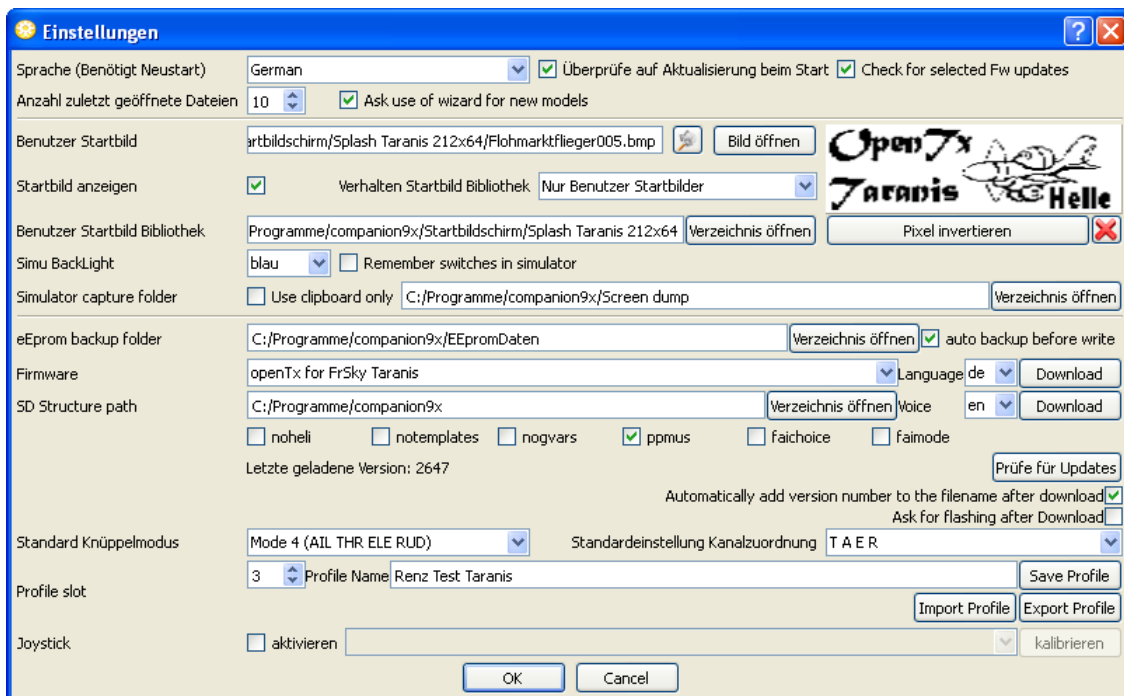 Einstellungen
Sprache (Benötigt Neustart) German Überprüfe auf Aktualisierung beim Start Check for selected Fw updates
Anzahl zuletzt geöffnete Dateien 10 Ask use of wizard for new models
Benutzer Startbild artbildschirm/Splash Taranis 212x64/Flohmarktflieger005.bmp Bild öffnen
OpenTx
Taranis Helle
Startbild anzeigen Verhalten Startbild Bibliothek Nur Benutzer Startbilder
Benutzer Startbild Bibliothek Programme/companion9x/Startbildschirm/Splash Taranis 212x64 Verzeichnis öffnen Pixel invertieren
Simu BackLight blau Remember switches in simulator
Simulator capture folder Use clipboard only C:/Programme/companion9x/Screen dump Verzeichnis öffnen
eEprom backup folder C:/Programme/companion9x/EEpromDaten Verzeichnis öffnen auto backup before write
Firmware openTx for FrSky Taranis Language de Download
SD Structure path C:/Programme/companion9x Verzeichnis öffnen Voice en Download
noheli notemplates nogvars ppmus faichoice faimode
Letzte geladene Version: 2647 Prüfe für Updates
Automatically add version number to the filename after download
Ask for flashing after Download
Standard Knüppelmodus Mode 4 (AIL THR ELE RUD) Standardeinstellung Kanalzuordnung T A E R
Profile slot 3 Profile Name Renz Test Taranis Save Profile
Import Profile Export Profile
Joystick aktivieren kalibrieren
OK Cancel